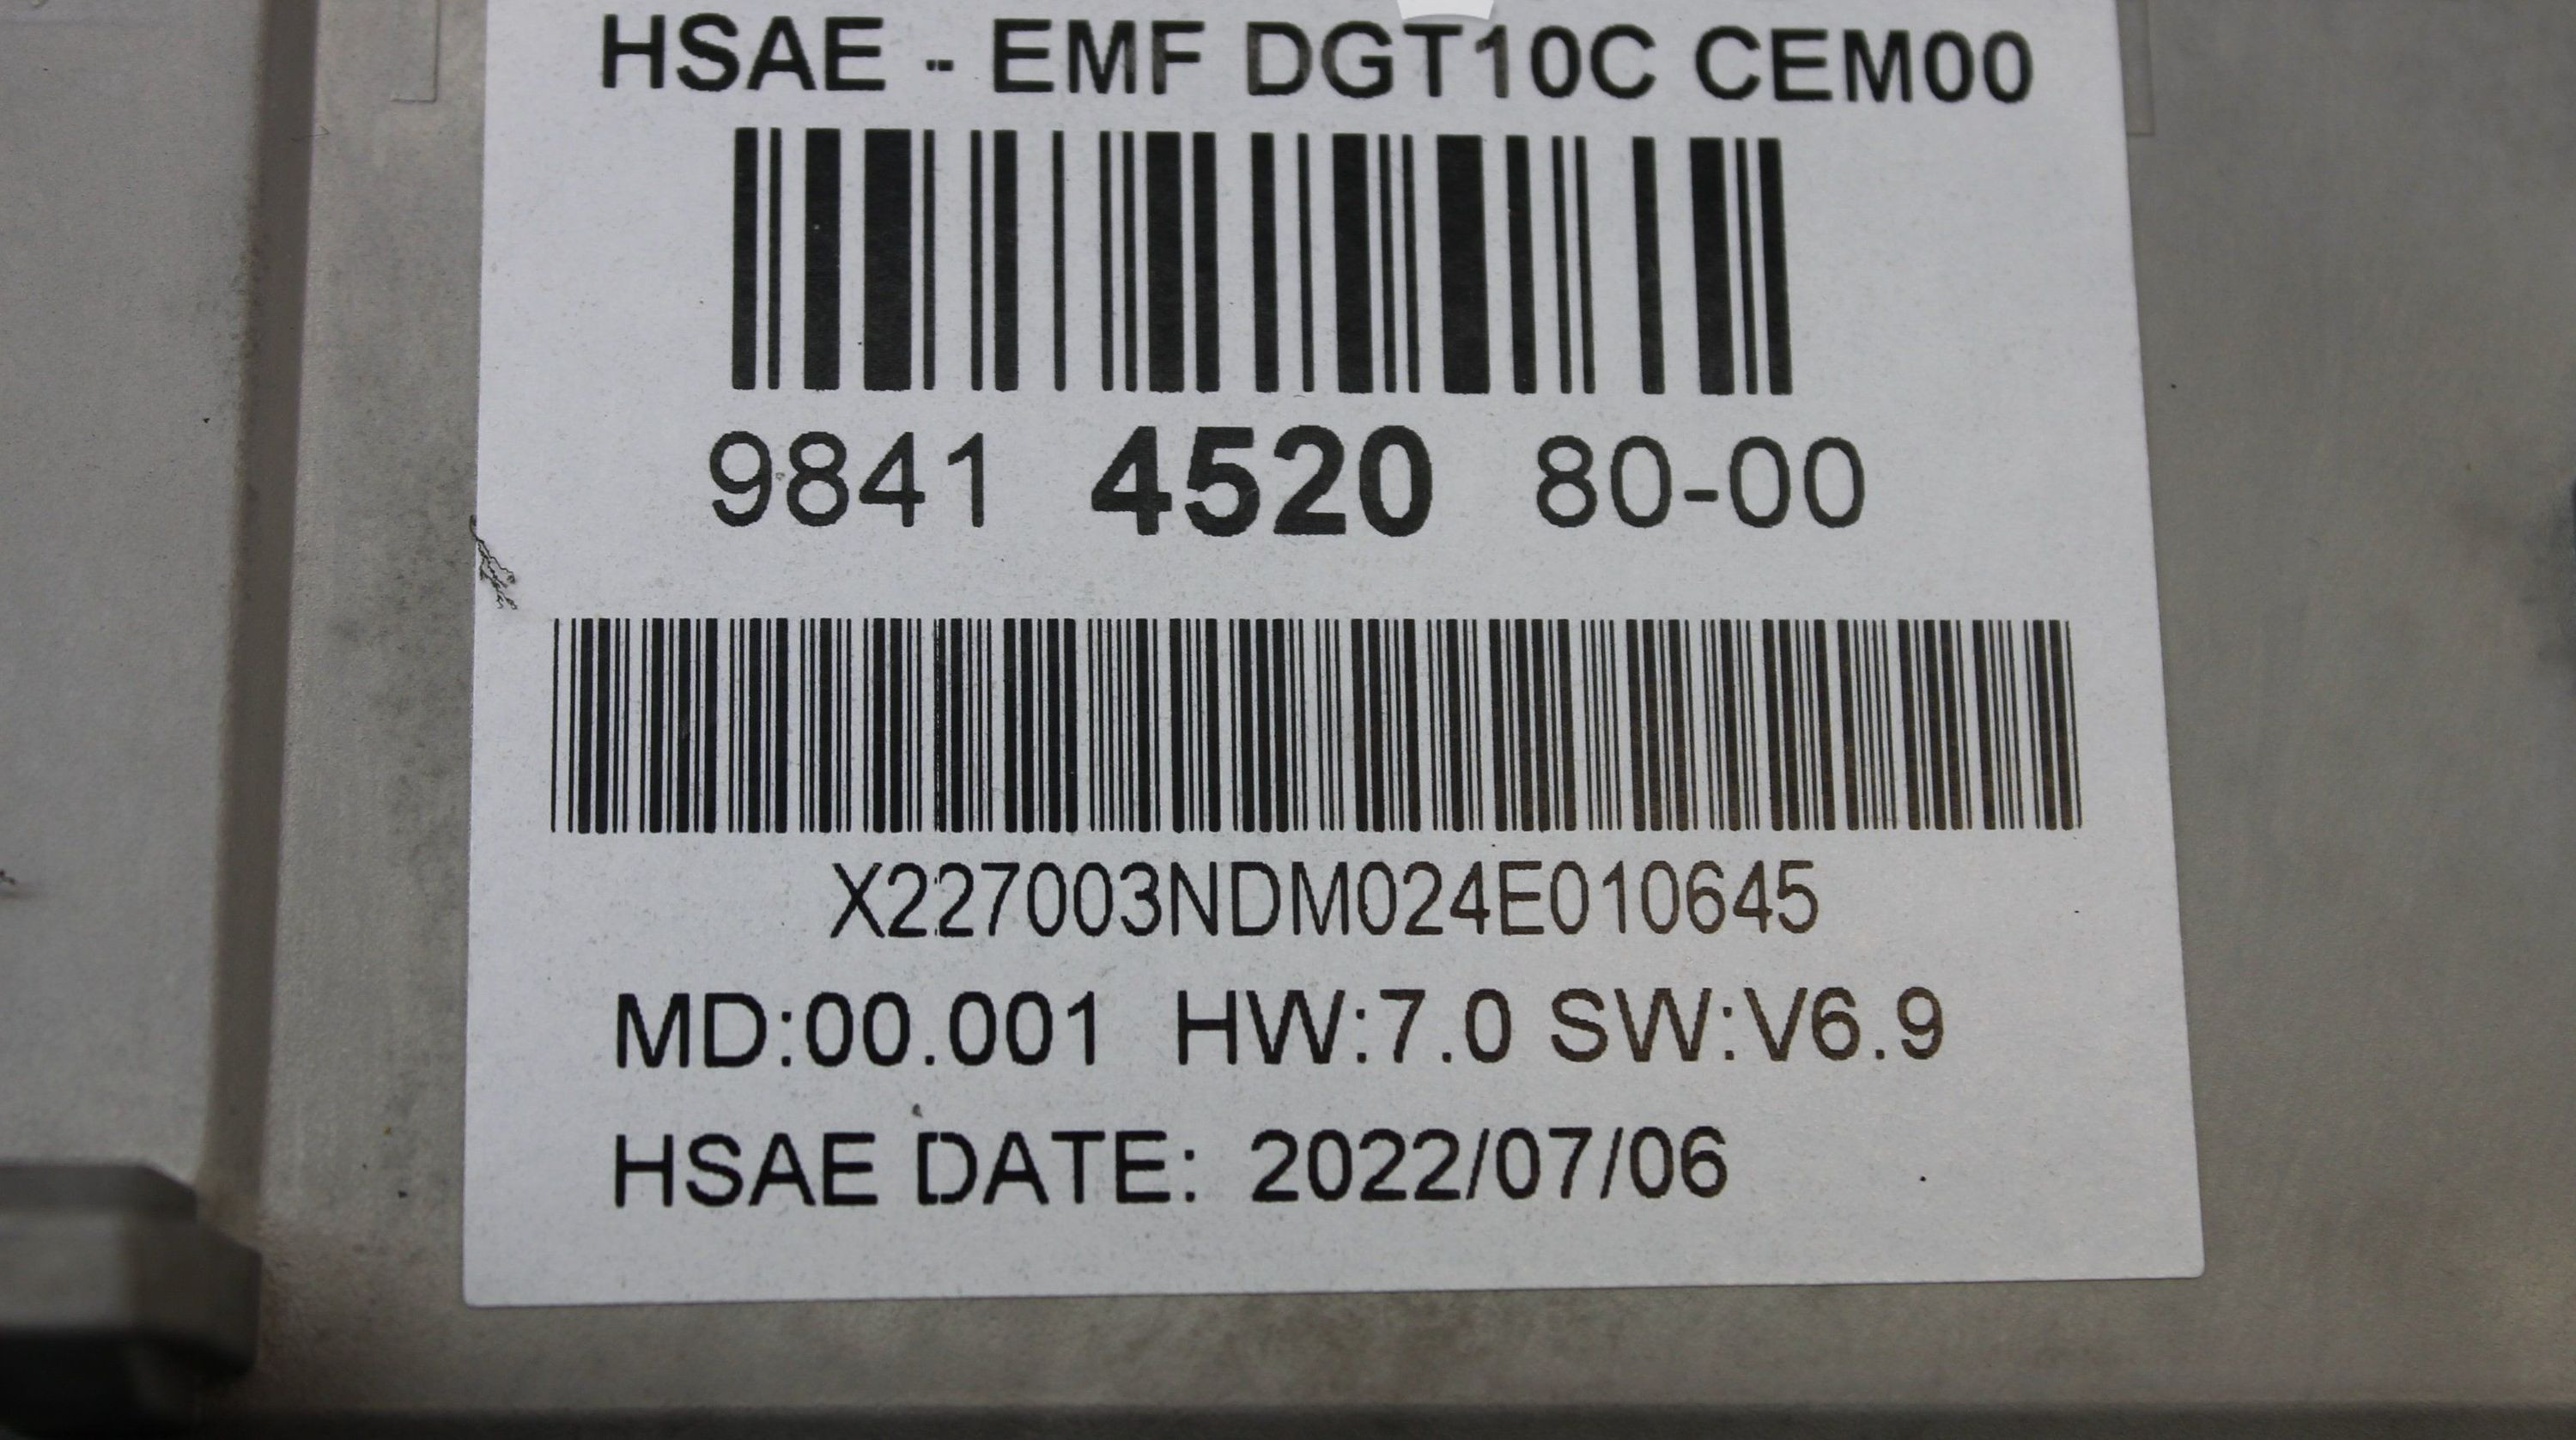 HSAE - EMF DGT10C CEM00
9841 4520 80-00
X227003NDM024E010645
MD:00.001 HW:7.0 SW:V6.9
HSAE DATE: 2022/07/06